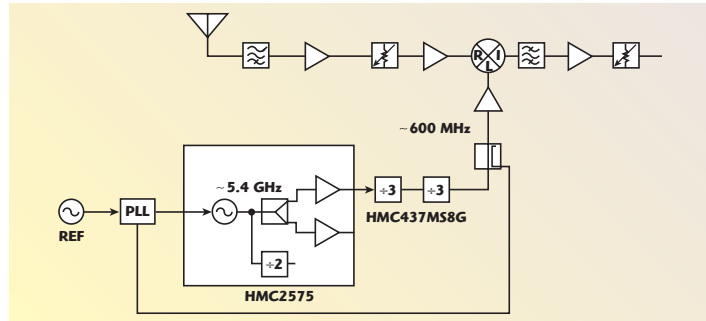 R I
L
~600 MHz
~5.4 GHz
÷3 ÷3
PLL
HMC437MS8G
REF
÷2
HMC2575